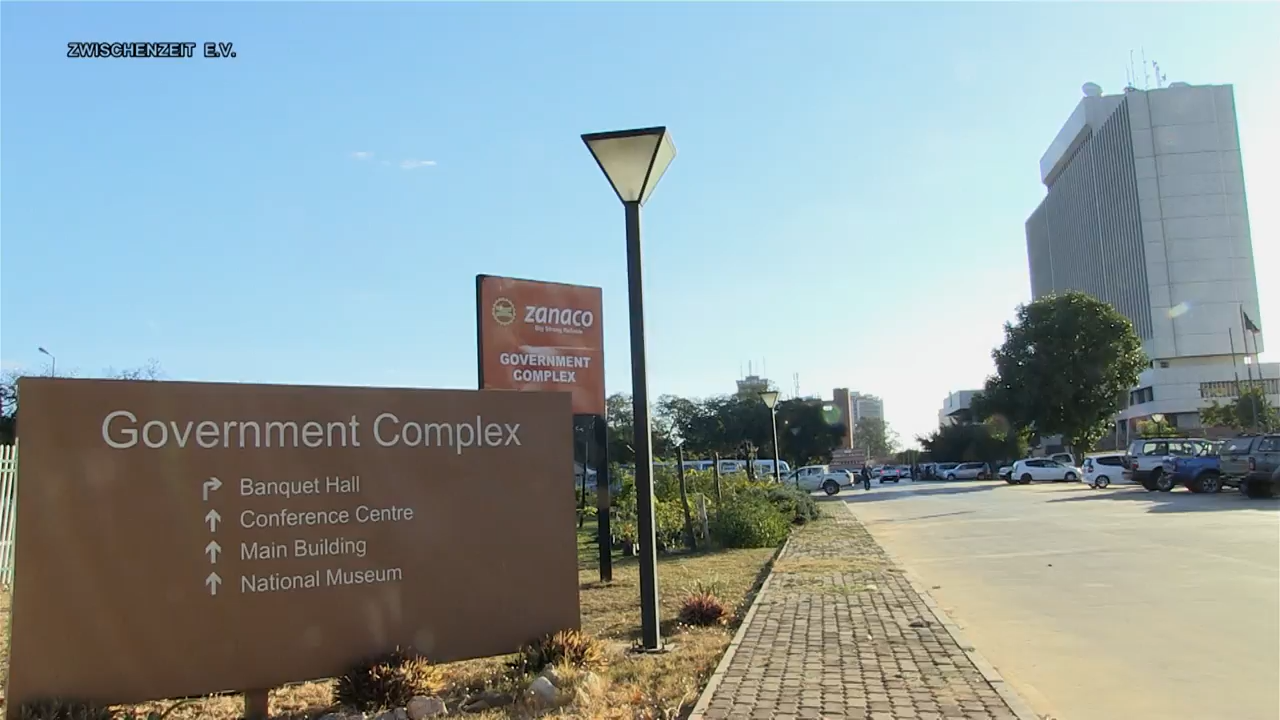 ZWISCHENZEIT E.V.
zanaco
GOVERNMENT
COMPLEX
Government Complex
Banquet Hall
Conference Centre
Main Building
National Museum